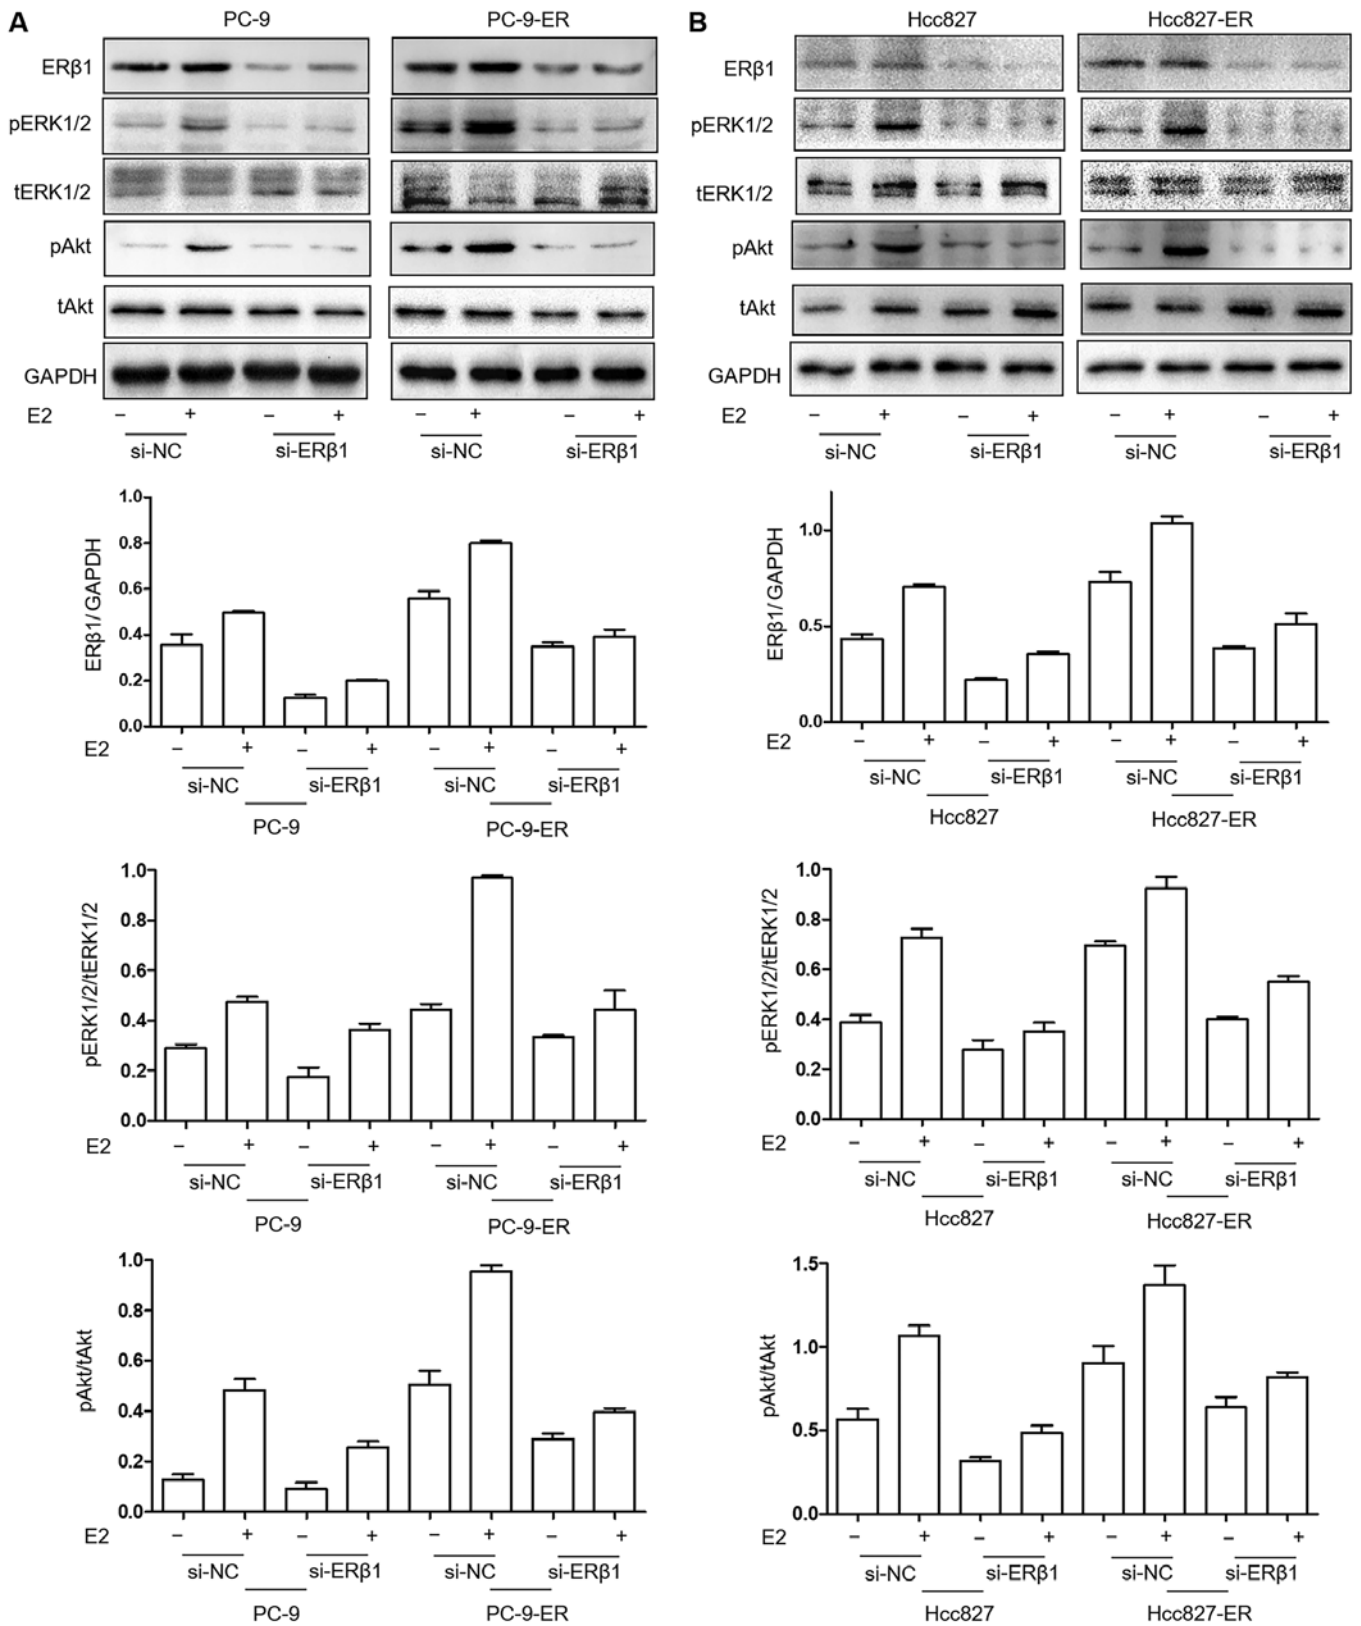 A
PC-9 PC-9-ER
ERβ1
pERK1/2
tERK1/2
pAkt
tAkt
GAPDH
E2 – + – + – + – +
si-NC si-ERβ1 si-NC si-ERβ1
B
Hcc827 Hcc827-ER
ERβ1
pERK1/2
tERK1/2
pAkt
tAkt
GAPDH
E2 – + – + – + – +
si-NC si-ERβ1 si-NC si-ERβ1
ERβ1/ GAPDH
1.0
0.8
0.6
0.4
0.2
0.0
E2 – + – + – + – +
si-NC si-ERβ1 si-NC si-ERβ1
PC-9 PC-9-ER
ERβ1/ GAPDH
1.0
0.5
0.0
E2 – + – + – + – +
si-NC si-ERβ1 si-NC si-ERβ1
Hcc827 Hcc827-ER
pERK1/2/tERK1/2
1.0
0.8
0.6
0.4
0.2
0.0
E2 – + – + – + – +
si-NC si-ERβ1 si-NC si-ERβ1
PC-9 PC-9-ER
pERK1/2/tERK1/2
1.0
0.8
0.6
0.4
0.2
0.0
E2 – + – + – + – +
si-NC si-ERβ1 si-NC si-ERβ1
Hcc827 Hcc827-ER
pAkt/tAkt
1.0
0.8
0.6
0.4
0.2
0.0
E2 – + – + – + – +
si-NC si-ERβ1 si-NC si-ERβ1
PC-9 PC-9-ER
pAkt/tAkt
1.5
1.0
0.5
0.0
E2 – + – + – + – +
si-NC si-ERβ1 si-NC si-ERβ1
Hcc827 Hcc827-ER